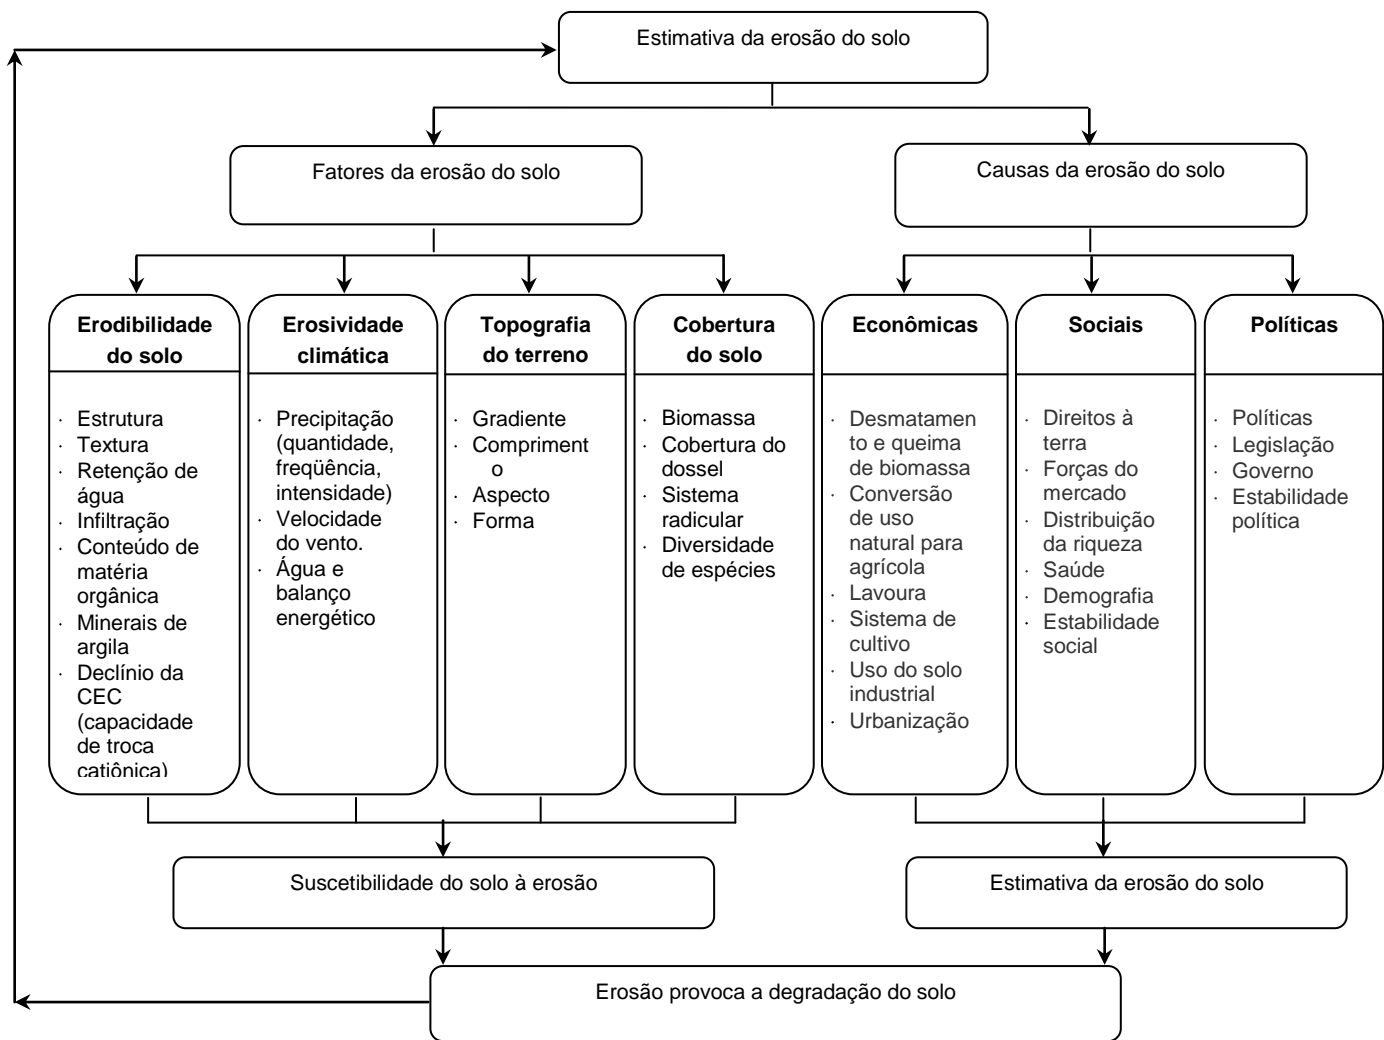 Estimativa da erosão do solo
Fatores da erosão do solo
Causas da erosão do solo
Erodibilidade
do solo
· Estrutura
· Textura
· Retenção de
água
· Infiltração
· Conteúdo de
matéria
orgânica
· Minerais de
argila
· Declínio da
CEC
(capacidade
de troca
catiônica)
Erosividade
climática
· Precipitação
(quantidade,
freqüência,
intensidade)
· Velocidade
do vento.
· Água e
balanço
energético
Topografia
do terreno
· Gradiente
· Compriment
o
· Aspecto
· Forma
Cobertura
do solo
· Biomassa
· Cobertura do
dossel
· Sistema
radicular
· Diversidade
de espécies
Econômicas
· Desmatamen
to e queima
de biomassa
· Conversão
de uso
natural para
agrícola
· Lavoura
· Sistema de
cultivo
· Uso do solo
industrial
· Urbanização
Sociais
· Direitos à
terra
· Forças do
mercado
· Distribuição
da riqueza
· Saúde
· Demografia
· Estabilidade
social
Políticas
· Políticas
· Legislação
· Governo
· Estabilidade
política
Suscetibilidade do solo à erosão
Estimativa da erosão do solo
Erosão provoca a degradação do solo